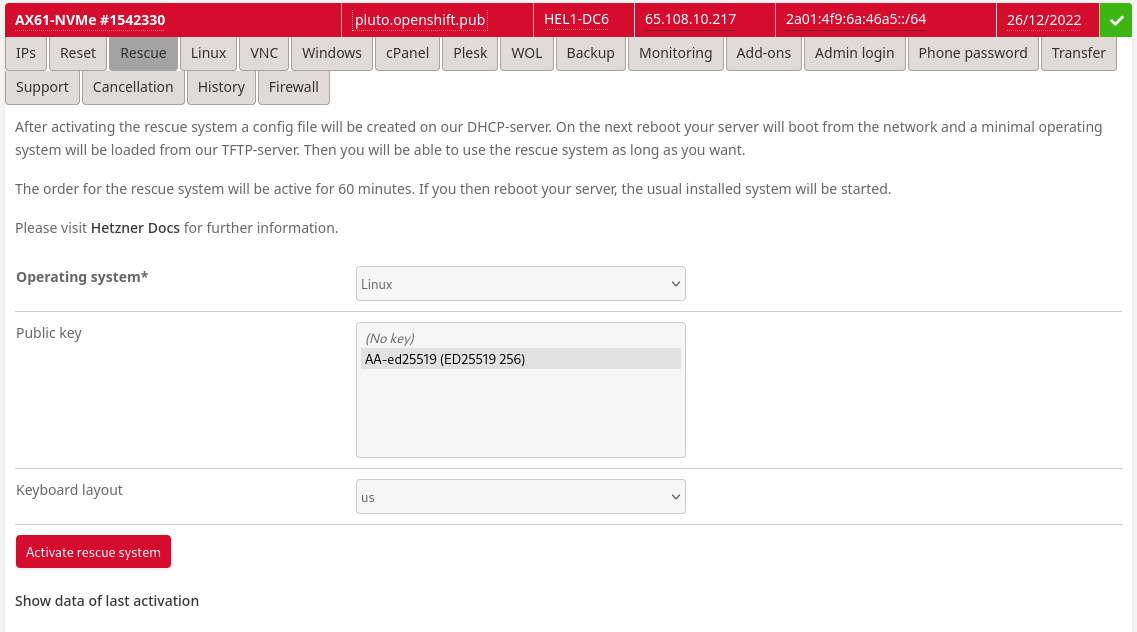 AX61-NVMe #1542330 pluto.openshift.pub HEL1-DC6 65.108.10.217 2a01:4f9:6a:46a5::/64 26/12/2022
IPs Reset Rescue Linux VNC Windows cPanel Plesk WOL Backup Monitoring Add-ons Admin login Phone password Transfer
Support Cancellation History Firewall
After activating the rescue system a config file will be created on our DHCP-server. On the next reboot your server will boot from the network and a minimal operating
system will be loaded from our TFTP-server. Then you will be able to use the rescue system as long as you want.
The order for the rescue system will be active for 60 minutes. If you then reboot your server, the usual installed system will be started.
Please visit Hetzner Docs for further information.
Operating system* Linux
Public key (No key)
AA-ed25519 (ED25519 256)
Keyboard layout us
Activate rescue system
Show data of last activation